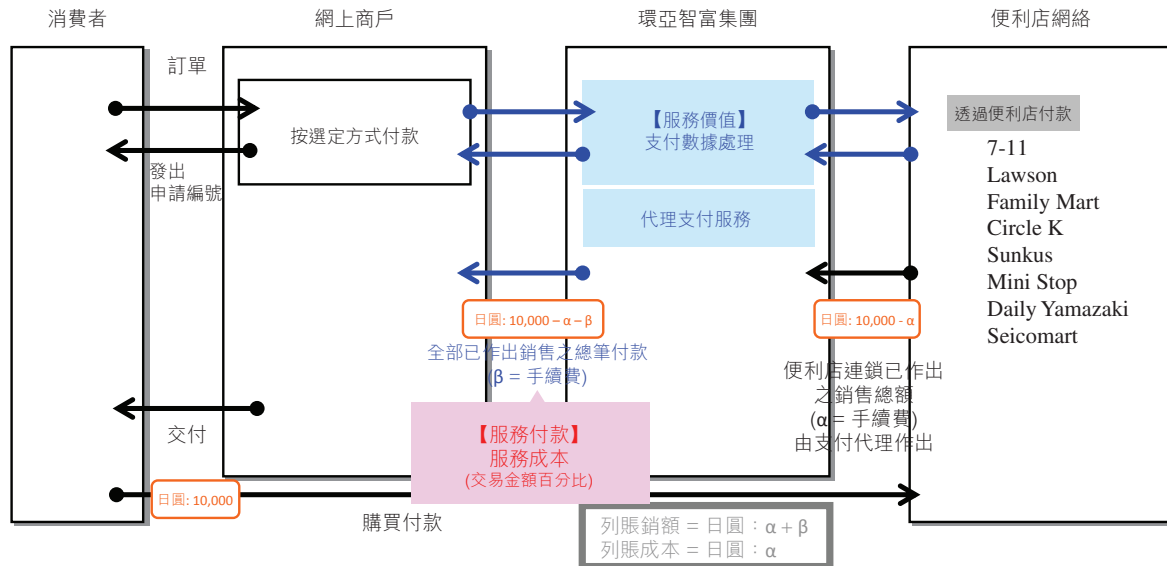 消費者
網上商戶
環亞智富集團
便利店網絡
訂單
按選定方式付款
【服務價值】
支付數據處理
透過便利店付款
發出
申請編號
代理支付服務
7-11
Lawson
Family Mart
Circle K
Sunkus
Mini Stop
Daily Yamazaki
Seicomart
日圓: 10,000 – α – β
日圓: 10,000 - α
全部已作出銷售之總筆付款
(β = 手續費)
便利店連鎖已作出
之銷售總額
(α = 手續費)
由支付代理作出
交付
【服務付款】
服務成本
(交易金額百分比)
日圓: 10,000
購買付款
列賬銷額 = 日圓：α + β
列賬成本 = 日圓：α